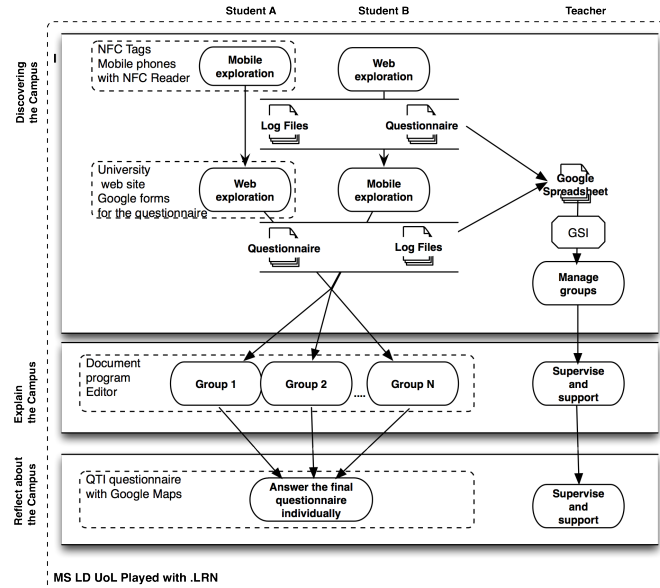 Student A
Student B
Teacher
Discovering
the Campus
I
NFC Tags
Mobile phones
with NFC Reader
Mobile
exploration
Web
exploration
Log Files
Questionnaire
University
web site
Google forms
for the questionnaire
Web
exploration
Mobile
exploration
Google
Spreadsheet
GSI
Questionnaire
Log Files
Manage
groups
Explain
the Campus
Document
program
Editor
Group 1
Group 2
....
Group N
Supervise
and
support
Reflect about
the Campus
QTI questionnaire
with Google Maps
Answer the final
questionnaire
individually
Supervise
and
support
MS LD UoL Played with .LRN